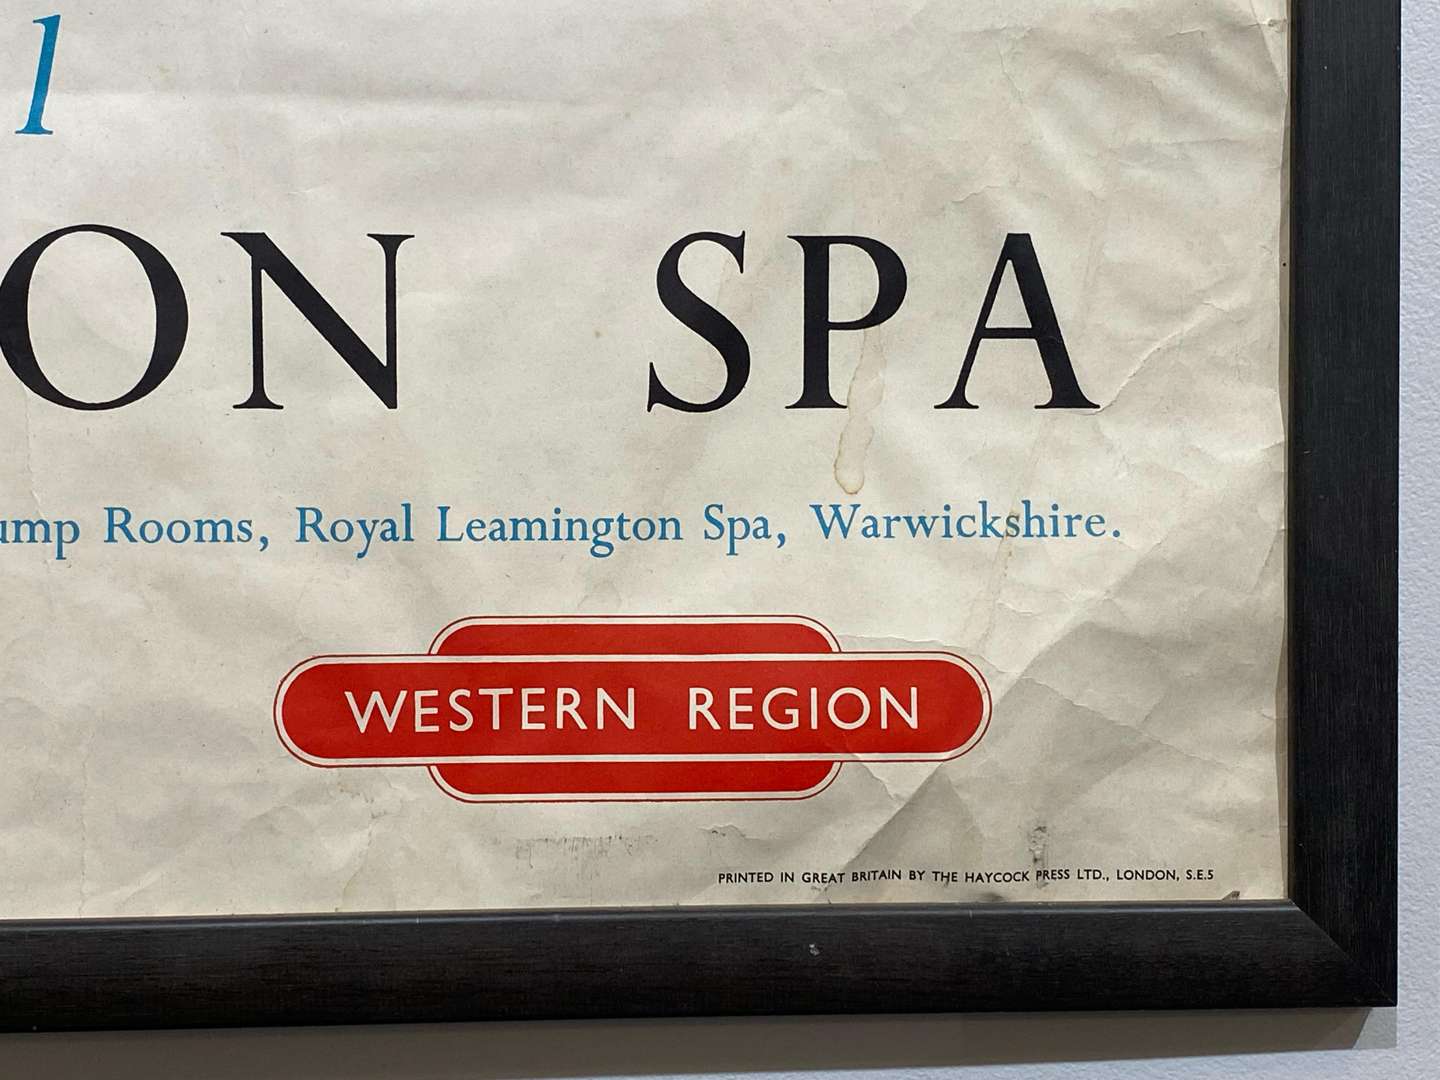 l
ON SPA
ump Rooms, Royal Leamington Spa, Warwickshire.
WESTERN REGION
PRINTED IN GREAT BRITAIN BY THE HAYCOCK PRESS LTD., LONDON, S.E.5